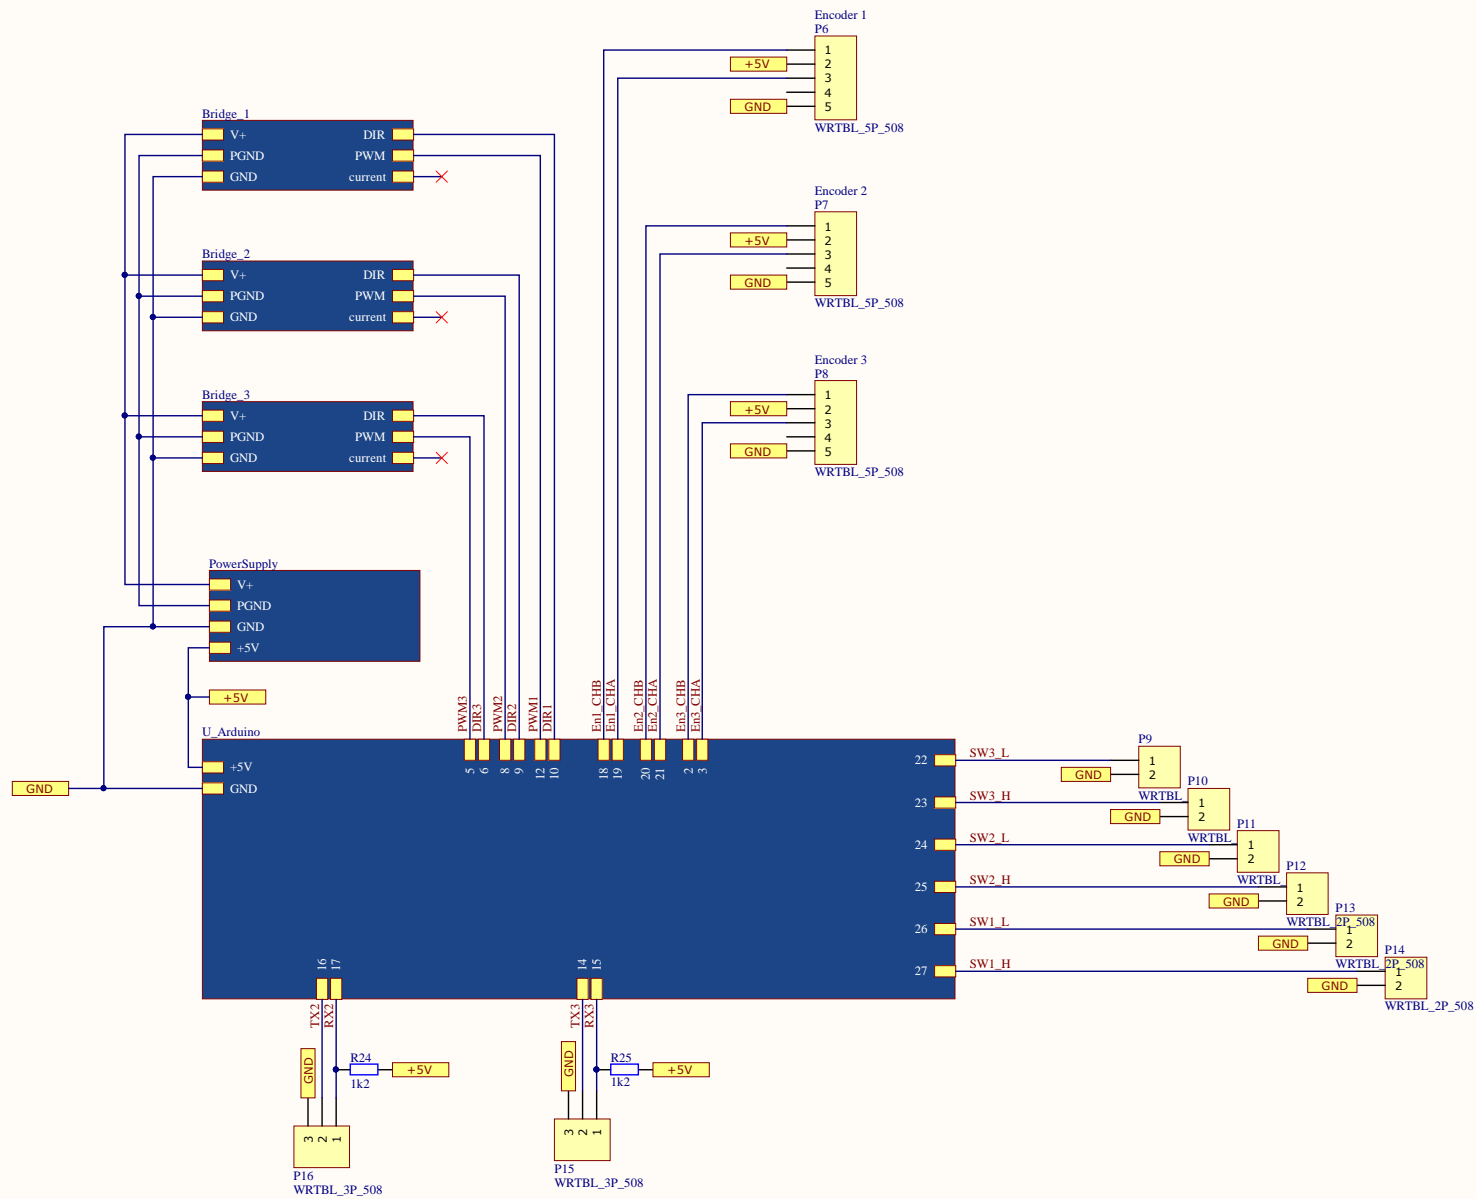 Encoder 1
P6
1
+5V
2
3
4
GND
5
WRTBL_5P_508
Bridge_1
V+
DIR
PGND
PWM
GND
current
Encoder 2
P7
1
+5V
2
3
4
GND
5
WRTBL_5P_508
Bridge_2
V+
DIR
PGND
PWM
GND
current
Encoder 3
P8
1
+5V
2
3
4
GND
5
WRTBL_5P_508
Bridge_3
V+
DIR
PGND
PWM
GND
current
PowerSupply
V+
PGND
GND
+5V
+5V
PWM3
DIR3
PWM2
DIR2
PWM1
DIR1
En1_CHB
En1_CHA
En2_CHB
En2_CHA
En3_CHB
En3_CHA
U_Arduino
5
6
8
9
12
10
18
19
20
21
2
3
+5V
GND
GND
22
SW3_L
P9
1
GND
2
WRTBL_
23
SW3_H
P10
1
GND
2
WRTBL_
24
SW2_L
P11
1
GND
2
WRTBL_
25
SW2_H
P12
1
GND
2
WRTBL_2P_508
26
SW1_L
P13
1
GND
2
WRTBL_2P_508
27
SW1_H
P14
1
GND
2
WRTBL_2P_508
16
17
14
15
TX2
RX2
TX3
RX3
GND
R24
1k2
+5V
3
2
1
P16
WRTBL_3P_508
GND
R25
1k2
+5V
3
2
1
P15
WRTBL_3P_508